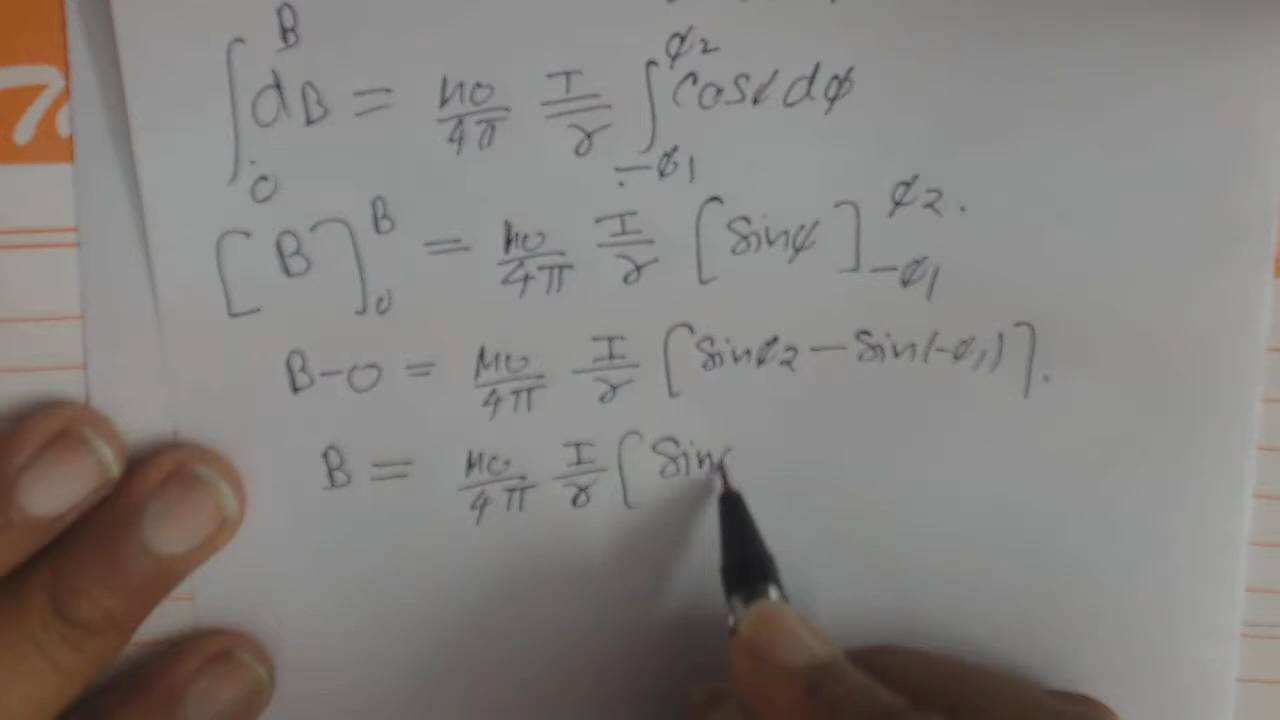 ∫₀^B dB = μ₀/4π I/r ∫_{-φ1}^{φ2} cosφ dφ
[B]₀^B = μ₀/4π I/r [sinφ]_{-φ1}^{φ2}.
B-0 = μ₀/4π I/r [sinφ2 - sin(-φ1)].
B = μ₀/4π I/r [sin